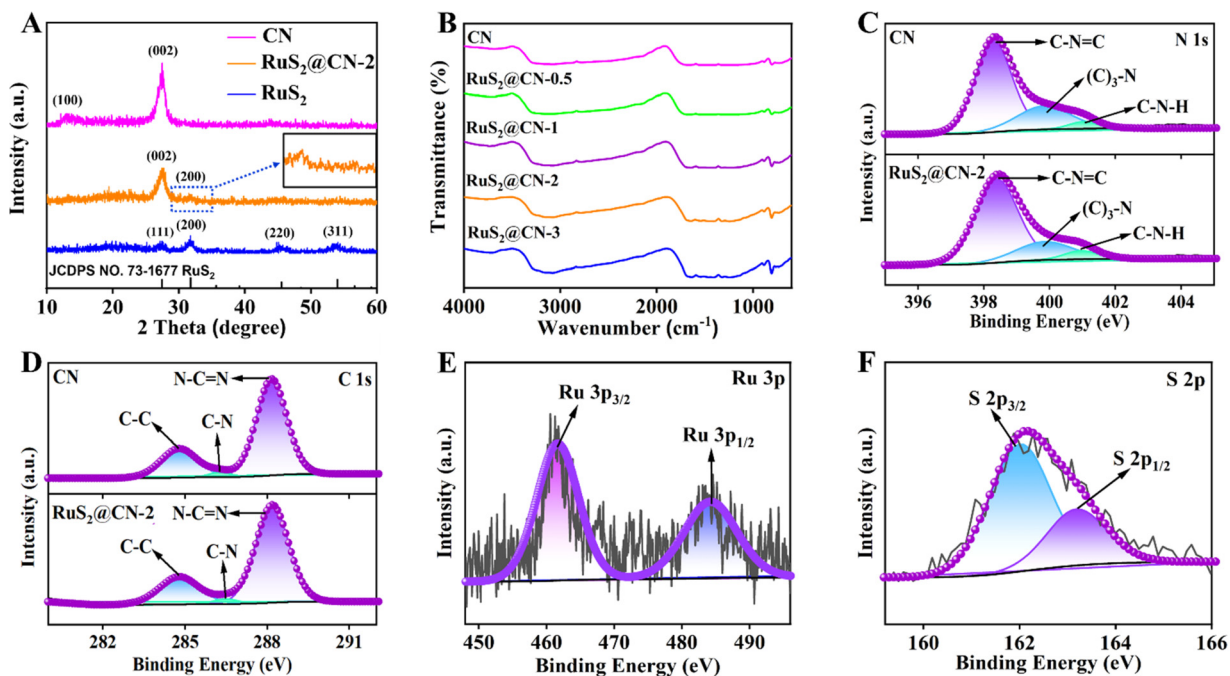 A
CN
RuS2@CN-2
RuS2
(002)
(100)
(002)
(200)
(111)
(200)
(220)
(311)
JCDPS NO. 73-1677 RuS2
10 20 30 40 50 60
2 Theta (degree)
Intensity (a.u.)
B
CN
RuS2@CN-0.5
RuS2@CN-1
RuS2@CN-2
RuS2@CN-3
4000 3000 2000 1000
Wavenumber (cm-1)
Transmittance (%)
C
CN
N 1s
C-N=C
(C)3-N
C-N-H
RuS2@CN-2
C-N=C
(C)3-N
C-N-H
396 398 400 402 404
Binding Energy (eV)
Intensity (a.u.)
D
CN
C 1s
N-C=N
C-C
C-N
RuS2@CN-2
N-C=N
C-C
C-N
282 285 288 291
Binding Energy (eV)
Intensity (a.u.)
E
Ru 3p
Ru 3p3/2
Ru 3p1/2
450 460 470 480 490
Binding Energy (eV)
Intensity (a.u.)
F
S 2p
S 2p3/2
S 2p1/2
160 162 164 166
Binding Energy (eV)
Intensity (a.u.)